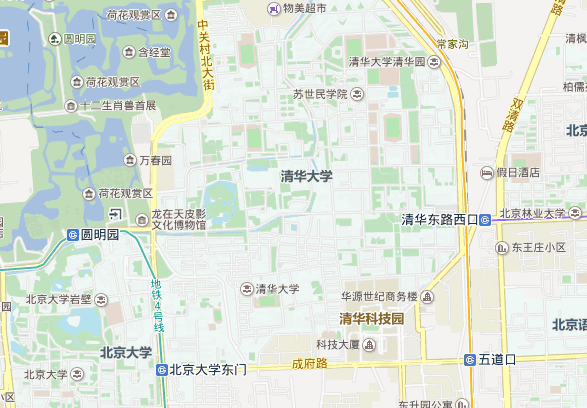 荷花观赏区
物美超市
中关村北大街
圆明园
含经堂
荷花观赏区
十二生肖兽首展
常家沟
清华大学清华园
苏世民学院
双清路
清枫
柏儒
北京
万春园
清华大学
假日酒店
荷花观赏区
龙在天皮影
文化博物馆
圆明园
清华东路西口
北京林业大学
东王庄小区
地铁4号线
清华大学
北京大学岩壁
华源世纪商务楼
清华科技园
北京语
科技大厦
北京大学
北京大学
北京大学东门
成府路
五道口
小区
东升园公寓
路
园